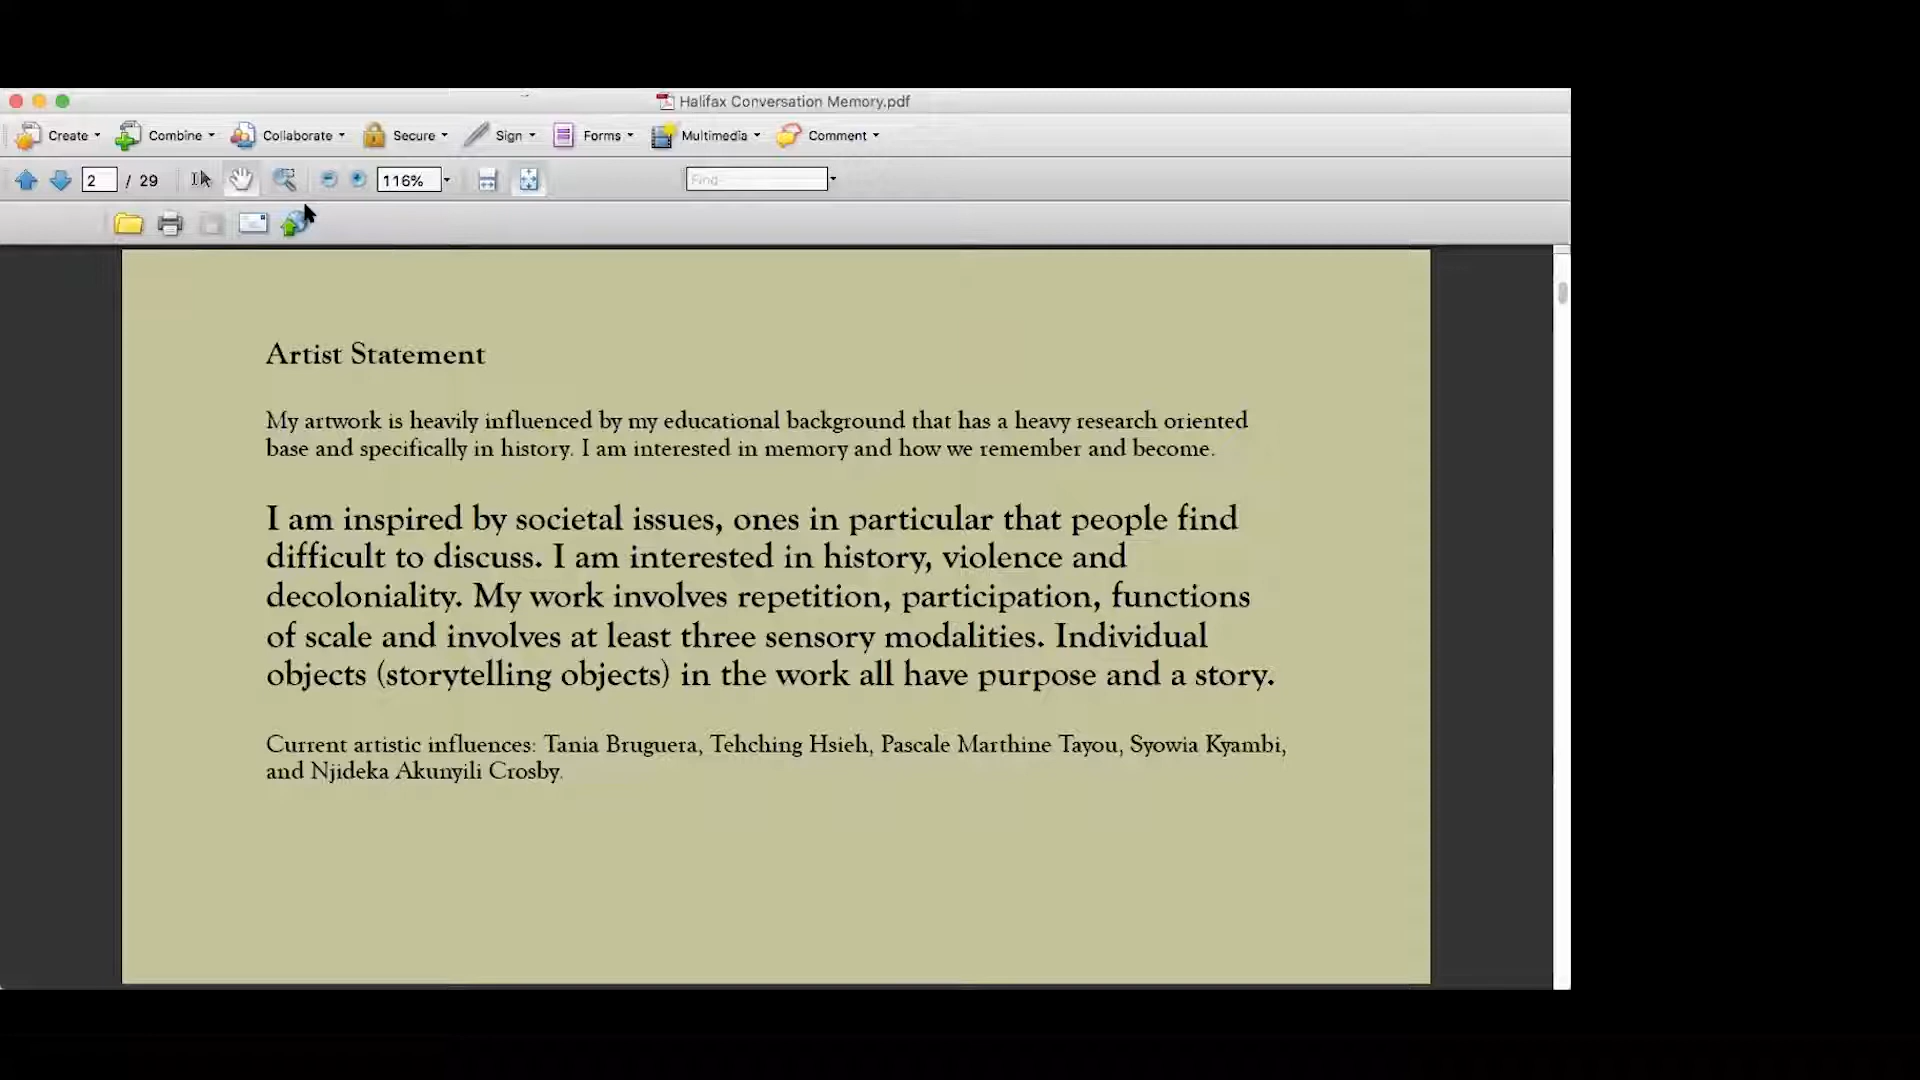 Halifax Conversation Memory.pdf
Create Combine Collaborate Secure Sign Forms Multimedia Comment
2 / 29 116% Find
Artist Statement
My artwork is heavily influenced by my educational background that has a heavy research oriented
base and specifically in history. I am interested in memory and how we remember and become.
I am inspired by societal issues, ones in particular that people find
difficult to discuss. I am interested in history, violence and
decoloniality. My work involves repetition, participation, functions
of scale and involves at least three sensory modalities. Individual
objects (storytelling objects) in the work all have purpose and a story.
Current artistic influences: Tania Bruguera, Tehching Hsieh, Pascale Marthine Tayou, Syowia Kyambi,
and Njideka Akunyili Crosby.